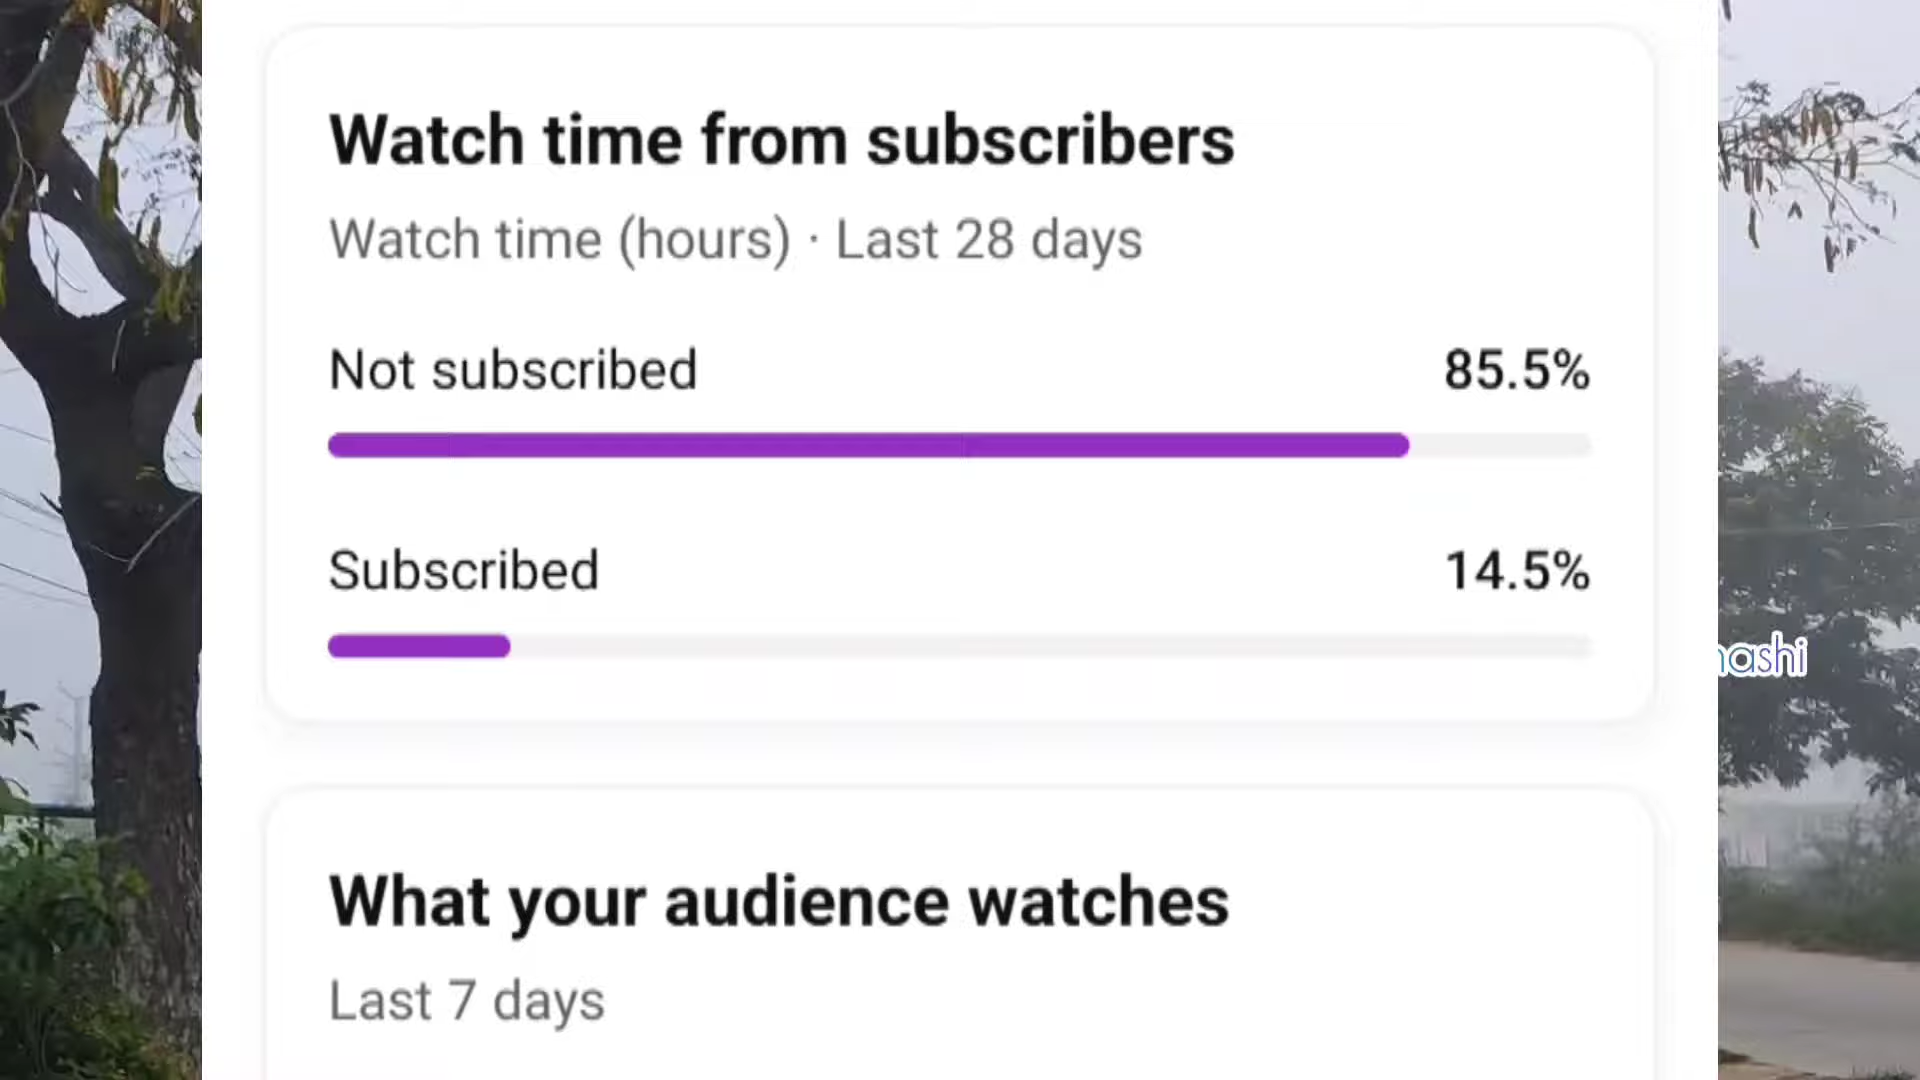 Watch time from subscribers
Watch time (hours) · Last 28 days
Not subscribed 85.5%
Subscribed 14.5%
What your audience watches
Last 7 days